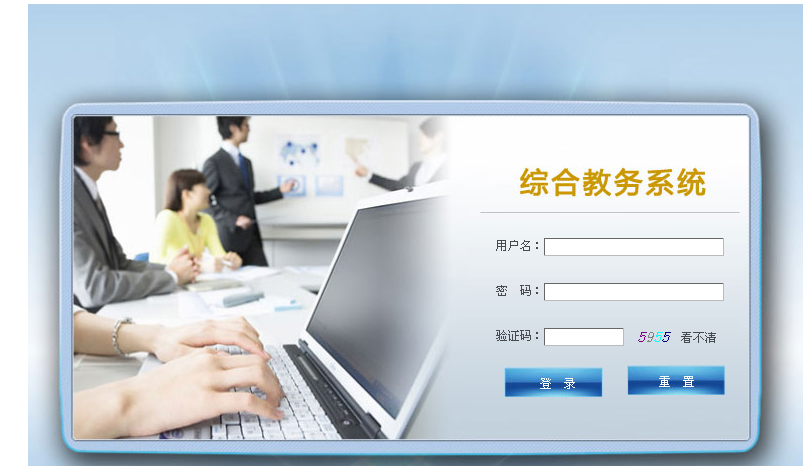 综合教务系统
用户名：
密 码：
验证码： 5955 看不清
登 录 重 置